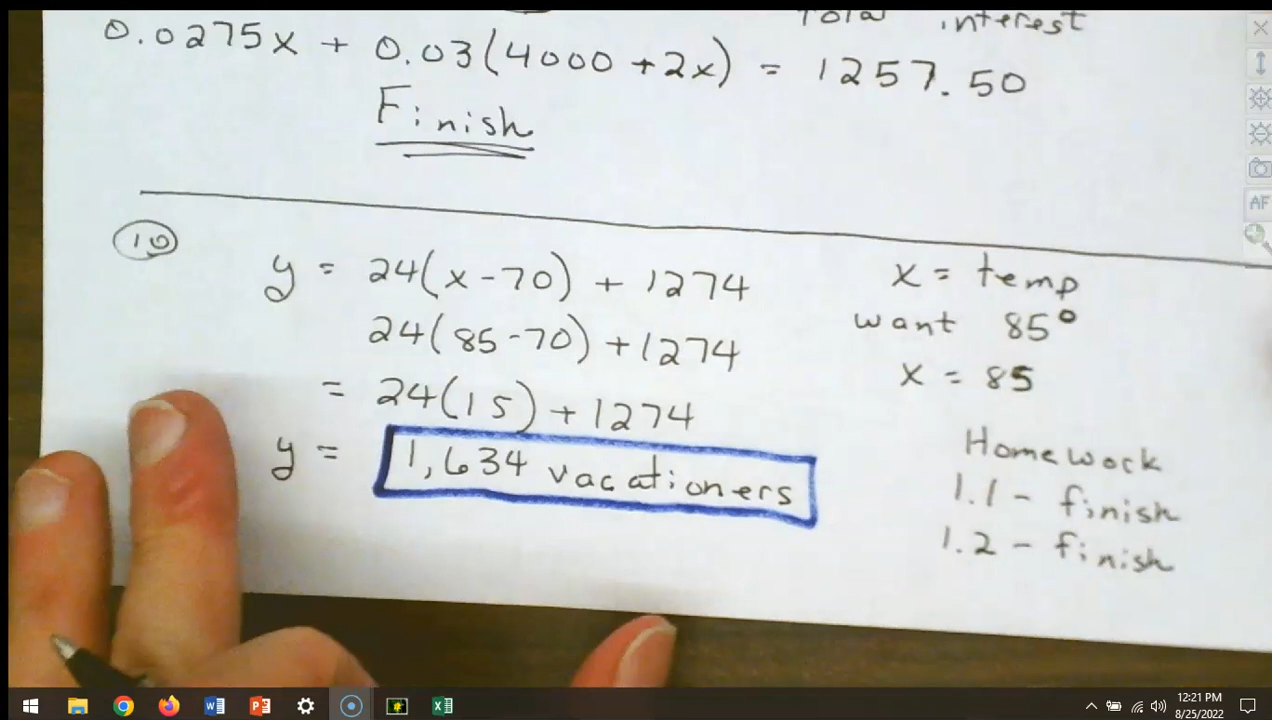 Total interest
0.0275x + 0.03(4000 + 2x) = 1257.50
Finish
10
y = 24(x-70) + 1274
x = temp
24(85-70) + 1274
want 85°
= 24(15) + 1274
x = 85
y = 1,634 vacationers
Homework
1.1 - finish
1.2 - finish
AF
12:21 PM
8/25/2022